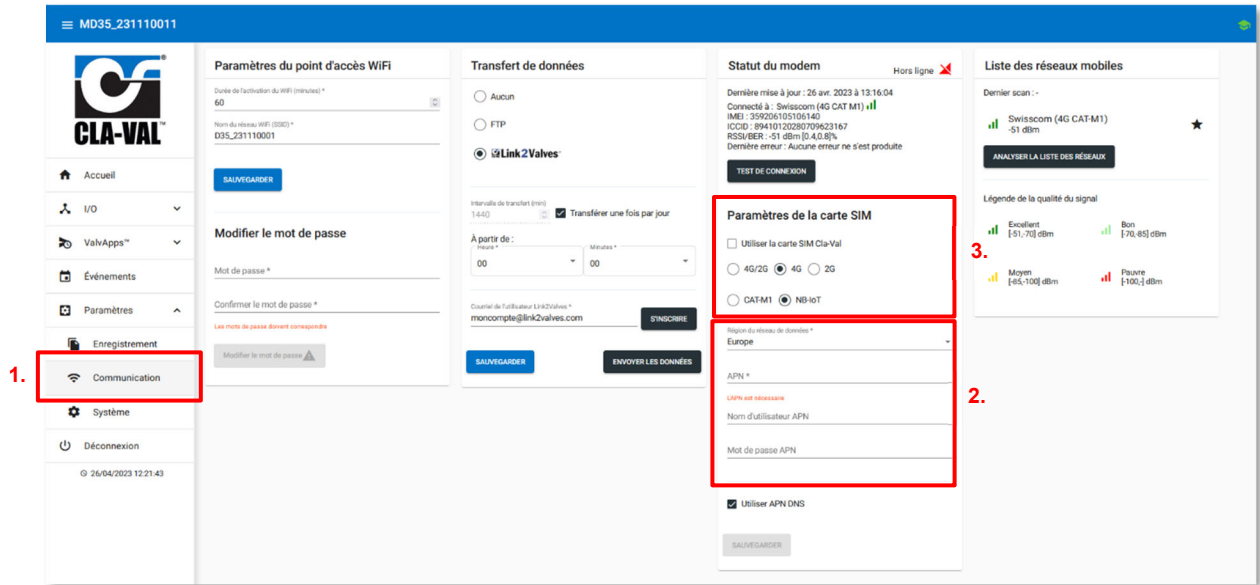 MD35_231110011
CLA-VAL™
Accueil
I/O
ValvApps™
Événements
Paramètres
Enregistrement
1.
Communication
Système
Déconnexion
26/04/2023 12:21:43
Paramètres du point d'accès WiFi
Durée de l'activation du WiFi (minutes) *
60
Nom du réseau WiFi (SSID) *
D35_231110001
SAUVEGARDER
Modifier le mot de passe
Mot de passe *
Confirmer le mot de passe *
Les mots de passe doivent correspondre
Modifier le mot de passe
Transfert de données
Aucun
FTP
Link2Valves
Intervalle de transfert (min)
1440
Transférer une fois par jour
À partir de :
Heure *
Minutes *
00
00
Courriel de l'utilisateur Link2Valves *
moncompte@link2valves.com
S'INSCRIRE
SAUVEGARDER
ENVOYER LES DONNÉES
Statut du modem
Hors ligne
Dernière mise à jour : 26 avr. 2023 à 13:16:04
Connecté à : Swisscom (4G CAT M1)
IMEI : 359206105106140
ICCID : 89410120280709623167
RSSI/BER : -51 dBm [0.4,0.8]%
Dernière erreur : Aucune erreur ne s'est produite
TEST DE CONNEXION
Paramètres de la carte SIM
3.
Utiliser la carte SIM Cla-Val
4G/2G 4G 2G
CAT-M1 NB-IoT
Région du réseau de données *
Europe
APN *
2.
L'APN est nécessaire
Nom d'utilisateur APN
Mot de passe APN
Utiliser APN DNS
SAUVEGARDER
Liste des réseaux mobiles
Dernier scan : -
Swisscom (4G CAT-M1)
-51 dBm
ANALYSER LA LISTE DES RÉSEAUX
Légende de la qualité du signal
Excellent
[-51,-70] dBm
Bon
[-70,-85] dBm
Moyen
[-85,-100] dBm
Pauvre
[-100,-] dBm